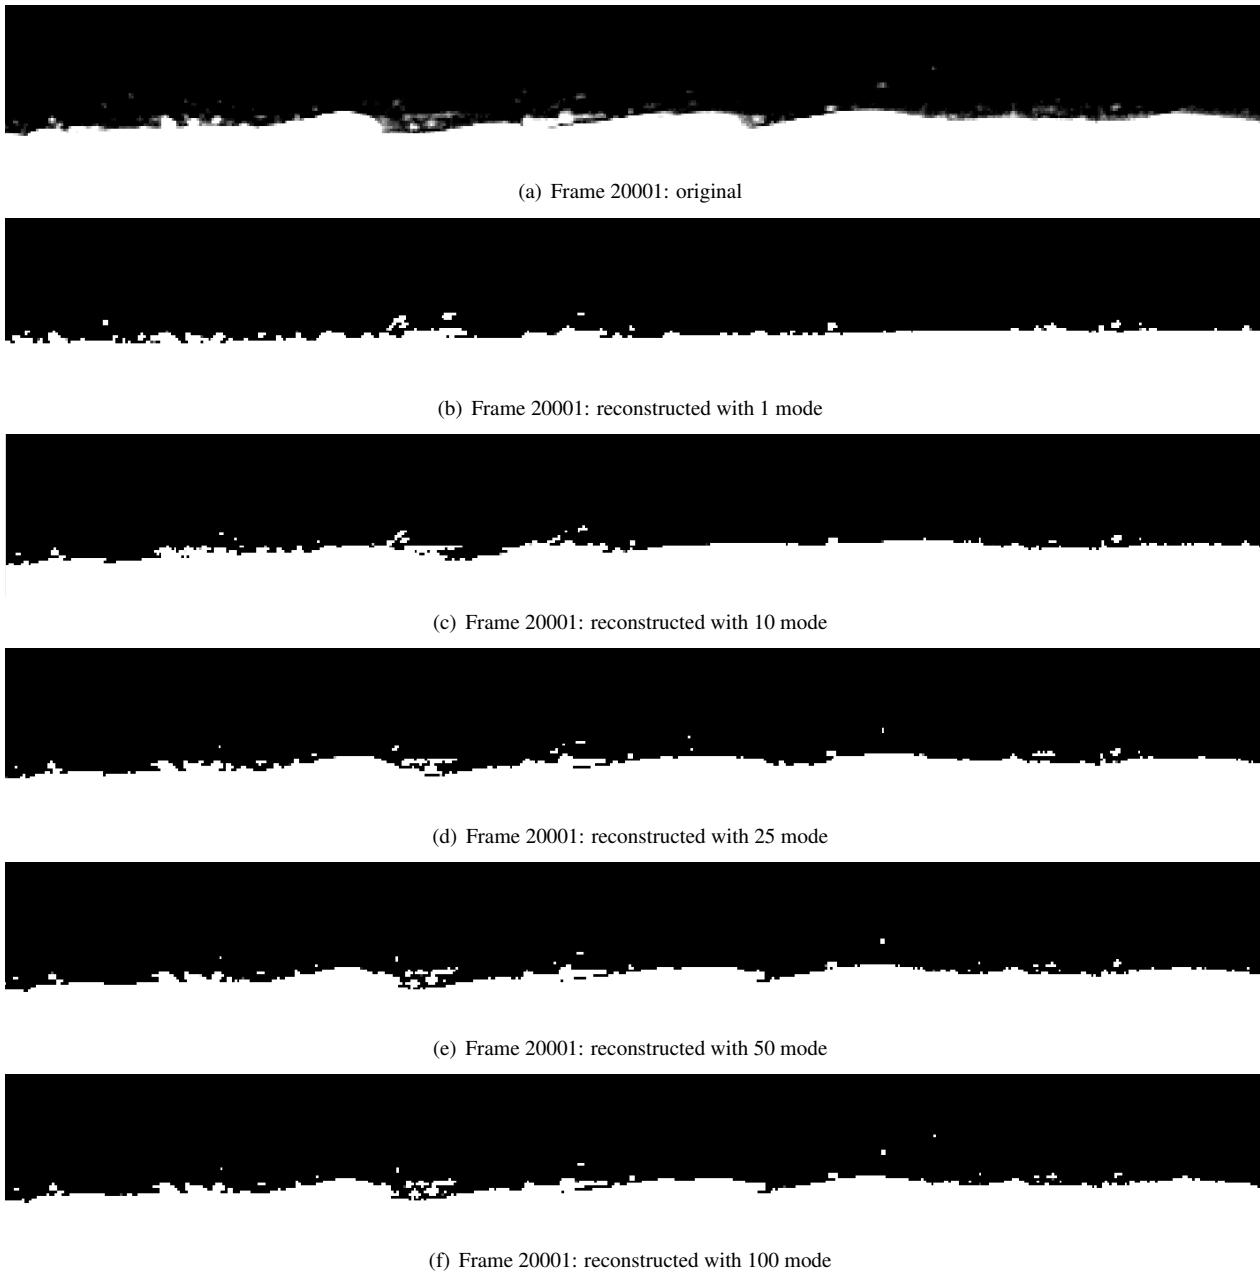 (a) Frame 20001: original
(b) Frame 20001: reconstructed with 1 mode
(c) Frame 20001: reconstructed with 10 mode
(d) Frame 20001: reconstructed with 25 mode
(e) Frame 20001: reconstructed with 50 mode
(f) Frame 20001: reconstructed with 100 mode